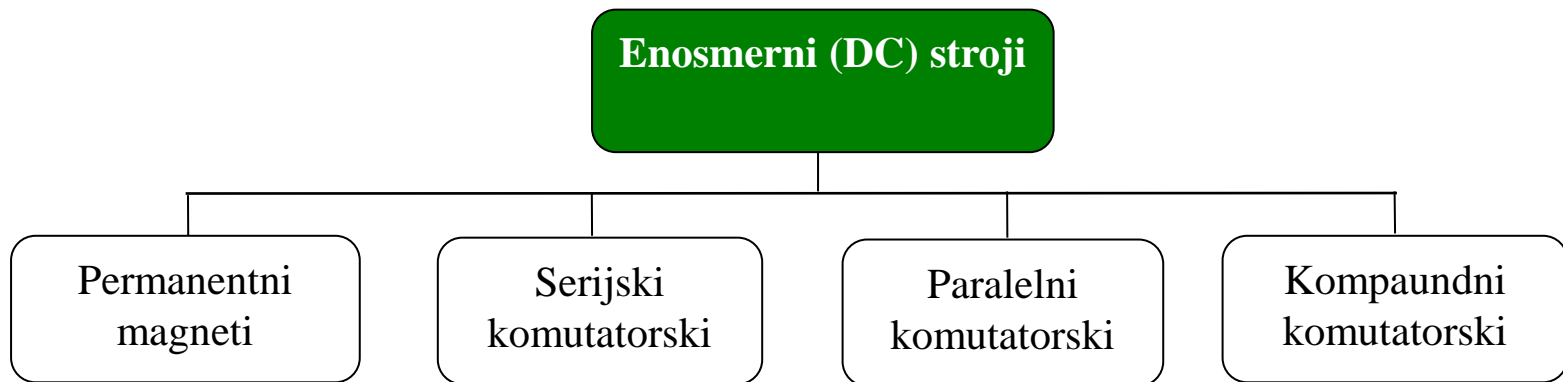 Enosmerni (DC) stroji
Permanentni
magneti
Serijski
komutatorski
Paralelni
komutatorski
Kompaundni
komutatorski